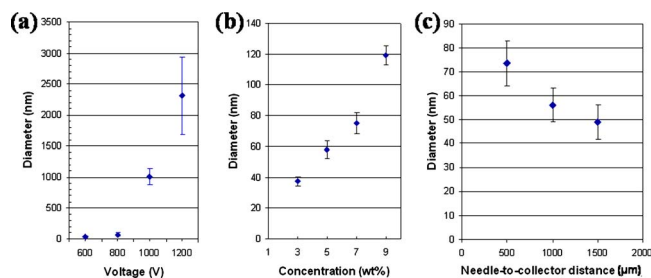 (a)
3500
3000
2500
2000
1500
1000
500
0
Diameter (nm)
600 800 1000 1200
Voltage (V)
(b)
140
120
100
80
60
40
20
0
Diameter (nm)
1 3 5 7 9
Concentration (wt%)
(c)
90
80
70
60
50
40
30
20
10
0
Diameter (nm)
0 500 1000 1500 2000
Needle-to-collector distance (μm)